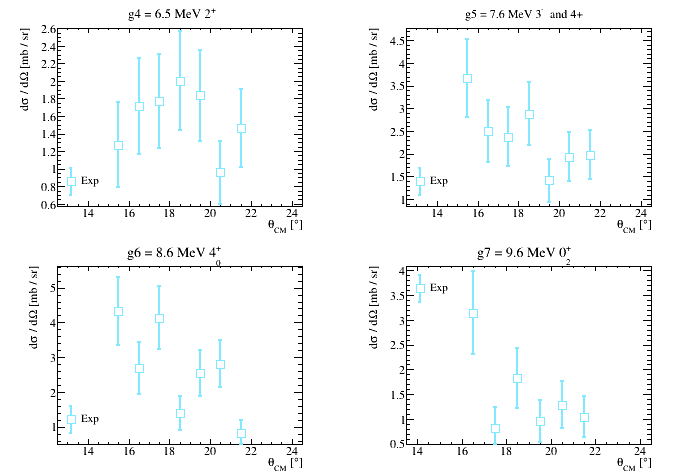 g4 = 6.5 MeV 2+
dσ / dΩ [mb / sr]
2.6
2.4
2.2
2
1.8
1.6
1.4
1.2
1
0.8
0.6
Exp
14 16 18 20 22 24
θCM [°]
g5 = 7.6 MeV 3- and 4+
dσ / dΩ [mb / sr]
4.5
4
3.5
3
2.5
2
1.5
1
Exp
14 16 18 20 22 24
θCM [°]
g6 = 8.6 MeV 4+0
dσ / dΩ [mb / sr]
5
4
3
2
1
Exp
14 16 18 20 22 24
θCM [°]
g7 = 9.6 MeV 0+2
dσ / dΩ [mb / sr]
4
3.5
3
2.5
2
1.5
1
0.5
Exp
14 16 18 20 22 24
θCM [°]